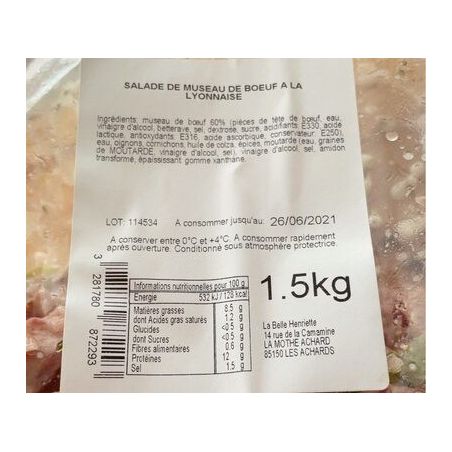 SALADE DE MUSEAU DE BOEUF A LA
LYONNAISE
Ingrédients: museau de bœuf 60% (pièces de tête de bœuf, eau,
vinaigre d'alcool, betterave, sel, dextrose, sucre, acidifiants: E330, acide
lactique, antioxydants: E316, acide ascorbique, conservateur: E250),
eau, oignons, cornichons, huile de colza, épices, moutarde (eau, graines
de MOUTARDE, vinaigre d'alcool, sel), vinaigre d'alcool, sel, amidon
transformé, épaississant: gomme xanthane.
LOT: 114534 A consommer jusqu'au: 26/06/2021
A conserver entre 0°C et +4°C. A consommer rapidement
après ouverture. Conditionné sous atmosphère protectrice.
3 281780 872293
Informations nutritionnelles pour 100 g
Energie 532 kJ / 128 kcal
Matières grasses 8.5 g
dont Acides gras saturés 1.2 g
Glucides <0.5 g
dont Sucres <0.5 g
Fibres alimentaires 0.6 g
Protéines 12 g
Sel 1.5 g
1.5kg
La Belle Henriette
14 rue de la Camamine
LA MOTHE ACHARD
85150 LES ACHARDS